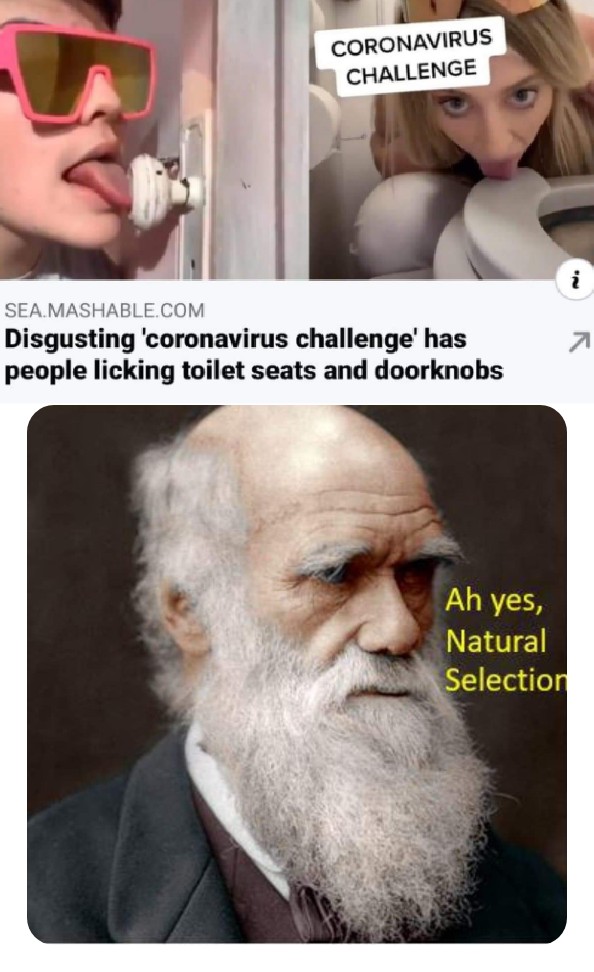 CORONAVIRUS
CHALLENGE
i
SEA.MASHABLE.COM
Disgusting 'coronavirus challenge' has
people licking toilet seats and doorknobs
Ah yes,
Natural
Selection